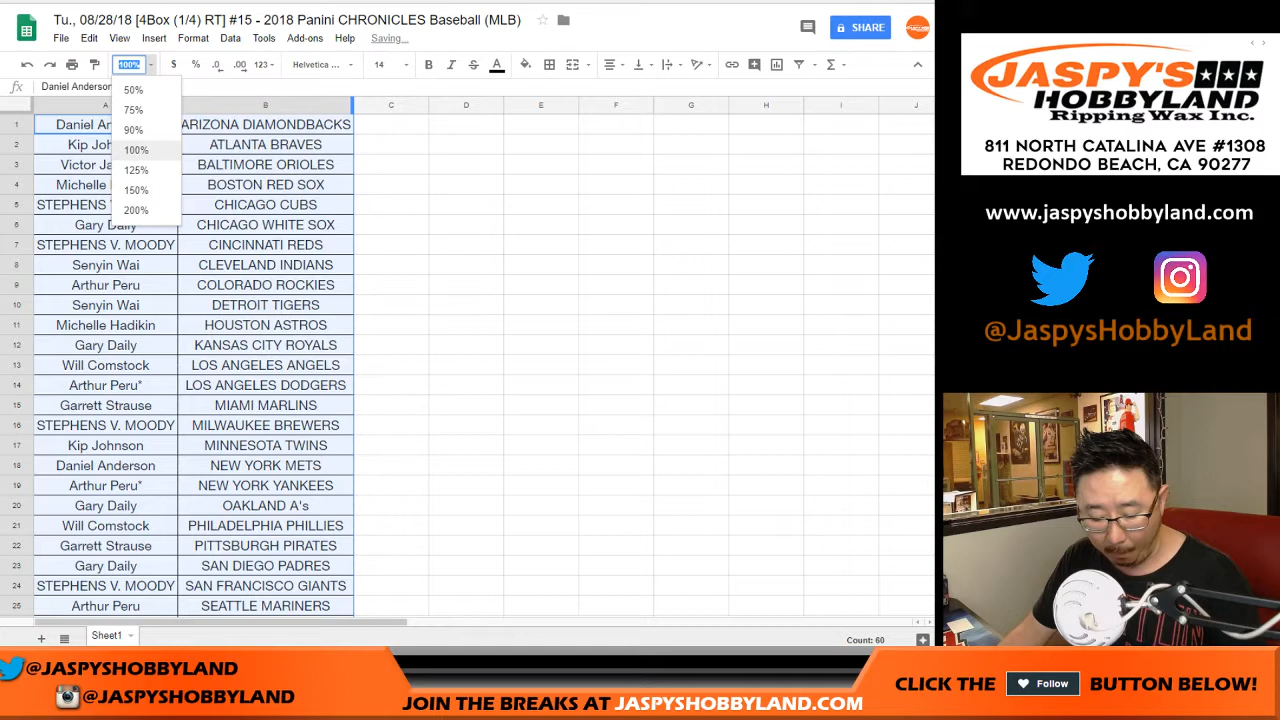 Tu., 08/28/18 [4Box (1/4) RT] #15 - 2018 Panini CHRONICLES Baseball (MLB)
SHARE
File Edit View Insert Format Data Tools Add-ons Help Saving...
100% $ % .0 .00 123 Helvetica ... 14 B I S A
fx Daniel Anderson
50%
75%
90%
100%
125%
150%
200%
A B C D E F G H I J
1 Daniel An ARIZONA DIAMONDBACKS
2 Kip Joh ATLANTA BRAVES
3 Victor Ja BALTIMORE ORIOLES
4 Michelle BOSTON RED SOX
5 STEPHENS CHICAGO CUBS
6 Gary Daily CHICAGO WHITE SOX
7 STEPHENS V. MOODY CINCINNATI REDS
8 Senyin Wai CLEVELAND INDIANS
9 Arthur Peru COLORADO ROCKIES
10 Senyin Wai DETROIT TIGERS
11 Michelle Hadikin HOUSTON ASTROS
12 Gary Daily KANSAS CITY ROYALS
13 Will Comstock LOS ANGELES ANGELS
14 Arthur Peru* LOS ANGELES DODGERS
15 Garrett Strause MIAMI MARLINS
16 STEPHENS V. MOODY MILWAUKEE BREWERS
17 Kip Johnson MINNESOTA TWINS
18 Daniel Anderson NEW YORK METS
19 Arthur Peru* NEW YORK YANKEES
20 Gary Daily OAKLAND A's
21 Will Comstock PHILADELPHIA PHILLIES
22 Garrett Strause PITTSBURGH PIRATES
23 Gary Daily SAN DIEGO PADRES
24 STEPHENS V. MOODY SAN FRANCISCO GIANTS
25 Arthur Peru SEATTLE MARINERS
Sheet1
Count: 60
JASPY'S
HOBBYLAND
Ripping Wax Inc.
811 NORTH CATALINA AVE #1308
REDONDO BEACH, CA 90277
www.jaspyshobbyland.com
@JaspysHobbyLand
@JASPYSHOBBYLAND
@JASPYSHOBBYLAND
JOIN THE BREAKS AT JASPYSHOBBYLAND.COM
CLICK THE Follow BUTTON BELOW!